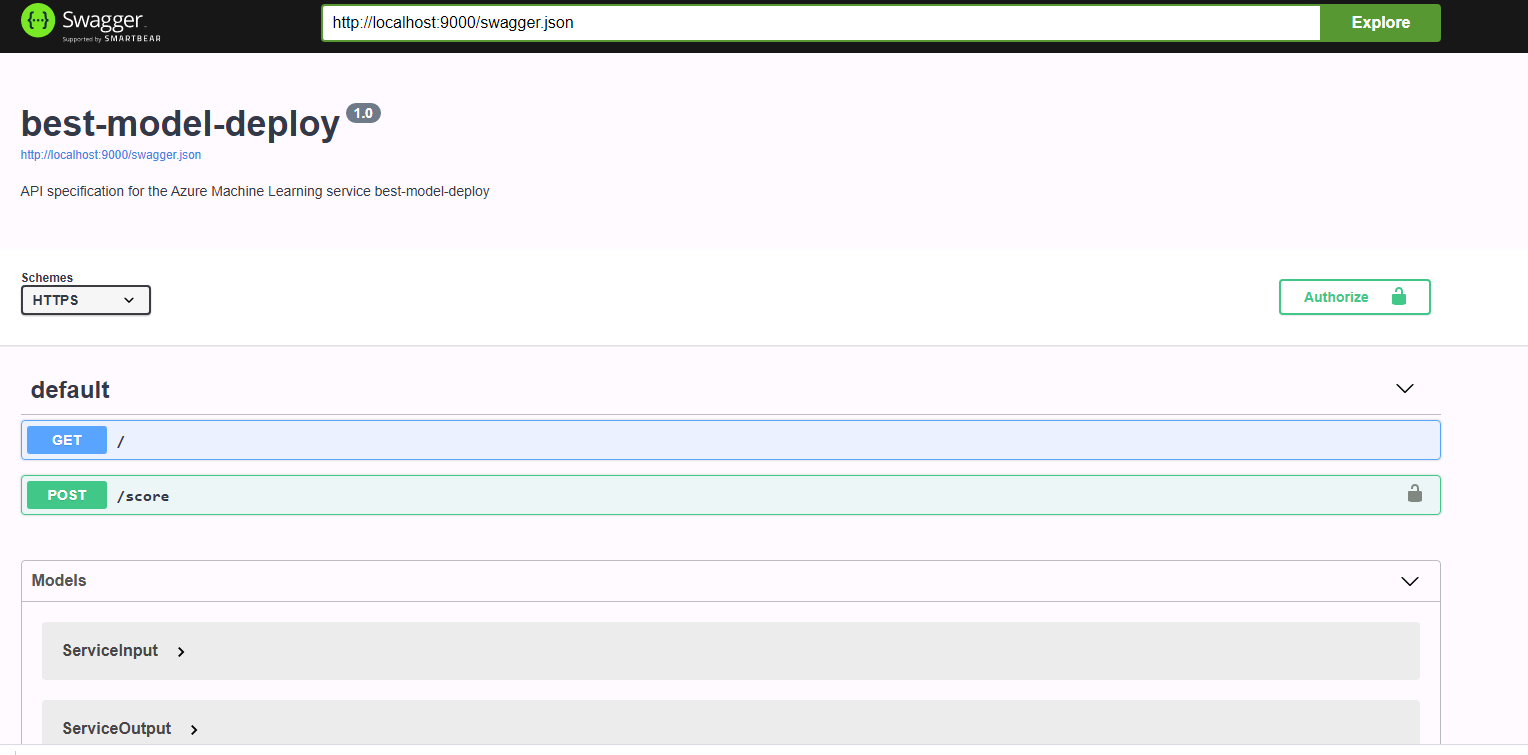 Swagger
Supported by SMARTBEAR
http://localhost:9000/swagger.json
Explore
best-model-deploy 1.0
http://localhost:9000/swagger.json
API specification for the Azure Machine Learning service best-model-deploy
Schemes
HTTPS
Authorize
default
GET /
POST /score
Models
ServiceInput
ServiceOutput